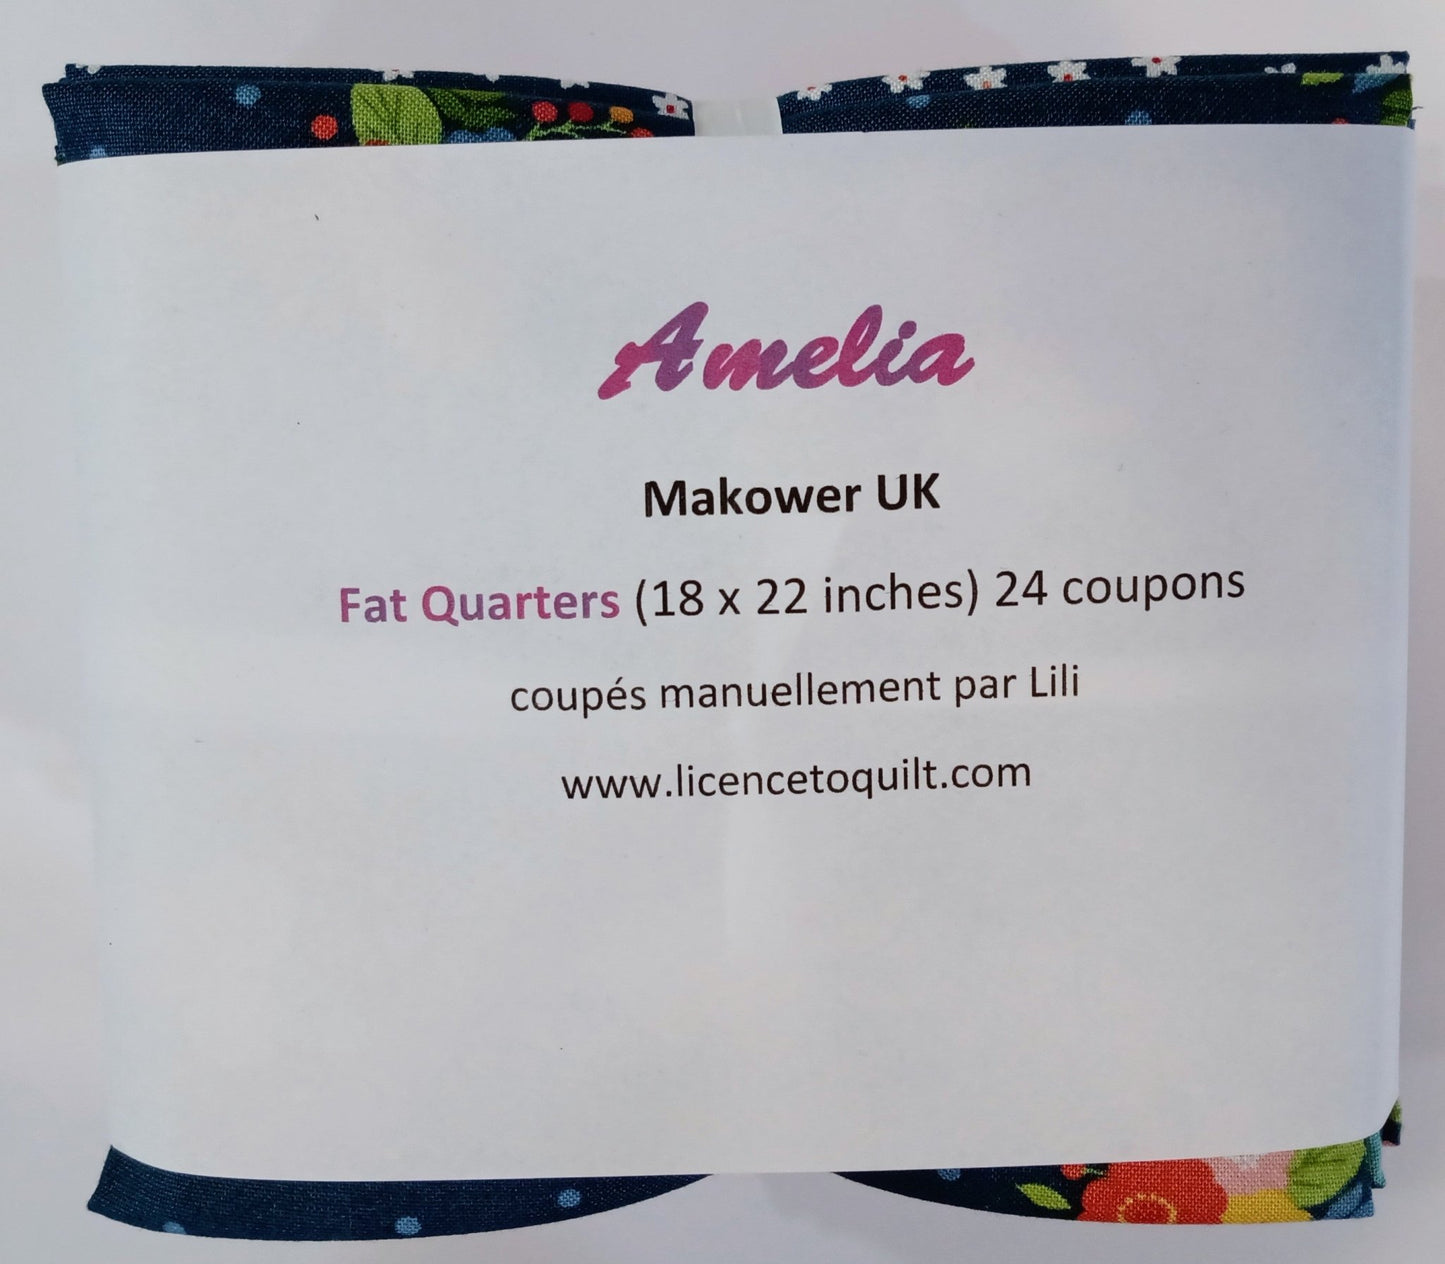 Amelia
Makower UK
Fat Quarters (18 x 22 inches) 24 coupons
coupés manuellement par Lili
www.licencetoquilt.com